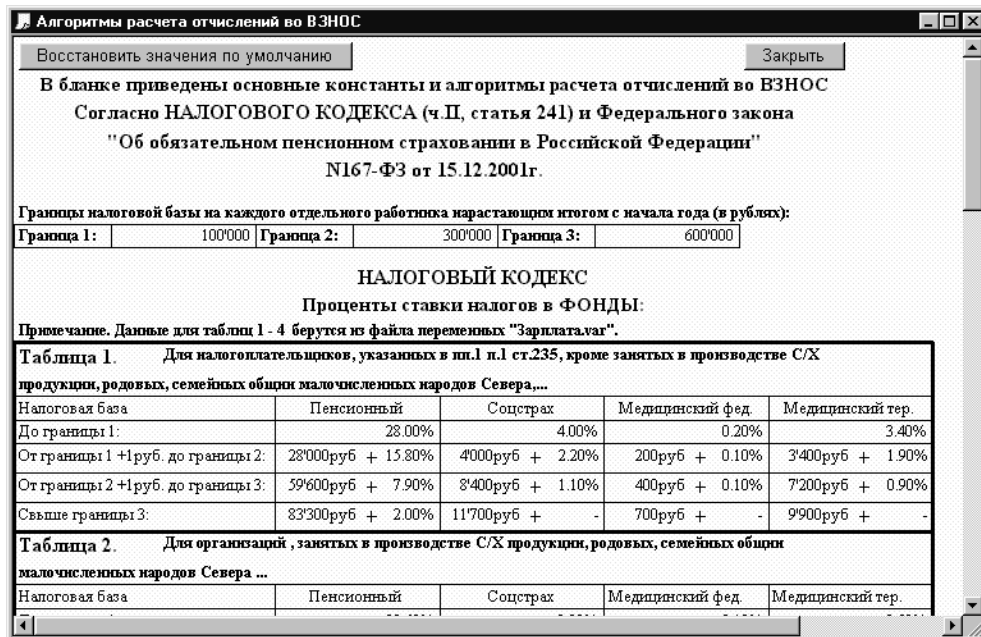 Алгоритмы расчета отчислений во ВЗНОС
Восстановить значения по умолчанию Закрыть
В бланке приведены основные константы и алгоритмы расчета отчислений во ВЗНОС
Согласно НАЛОГОВОГО КОДЕКСА (ч.II, статья 241) и Федерального закона
"Об обязательном пенсионном страховании в Российской Федерации"
N167-ФЗ от 15.12.2001г.
Границы налоговой базы на каждого отдельного работника нарастающим итогом с начала года (в рублях):
Граница 1: 100'000 Граница 2: 300'000 Граница 3: 600'000
НАЛОГОВЫЙ КОДЕКС
Проценты ставки налогов в ФОНДЫ:
Примечание. Данные для таблиц 1 - 4 берутся из файла переменных "Зарплата.var".
Таблица 1. Для налогоплательщиков, указанных в пп.1 п.1 ст.235, кроме занятых в производстве С/Х
продукции, родовых, семейных общин малочисленных народов Севера,...
Налоговая база Пенсионный Соцстрах Медицинский фед. Медицинский тер.
До границы 1: 28.00% 4.00% 0.20% 3.40%
От границы 1 +1руб. до границы 2: 28'000руб + 15.80% 4'000руб + 2.20% 200руб + 0.10% 3'400руб + 1.90%
От границы 2 +1руб. до границы 3: 59'600руб + 7.90% 8'400руб + 1.10% 400руб + 0.10% 7'200руб + 0.90%
Свыше границы 3: 83'300руб + 2.00% 11'700руб + - 700руб + - 9'900руб + -
Таблица 2. Для организаций , занятых в производстве С/Х продукции, родовых, семейных общин
малочисленных народов Севера ...
Налоговая база Пенсионный Соцстрах Медицинский фед. Медицинский тер.